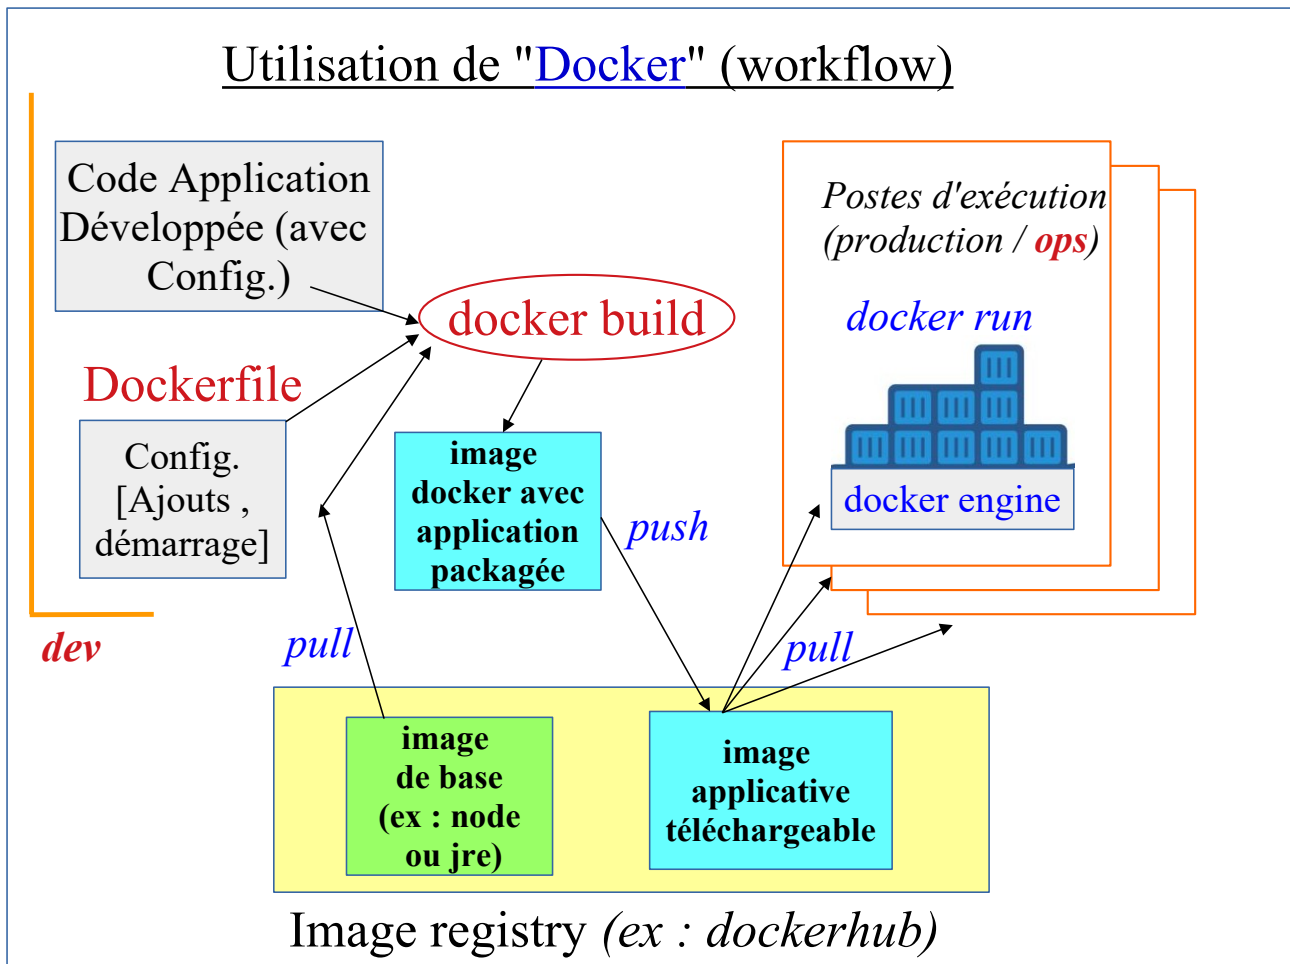 Utilisation de "Docker" (workflow)
Code Application
Développée (avec
Config.)
docker build
Dockerfile
Config.
[Ajouts ,
démarrage]
dev
image
docker avec
application
packagée
push
pull
Postes d'exécution
(production / ops)
docker run
docker engine
pull
image
de base
(ex : node
ou jre)
image
applicative
téléchargeable
Image registry (ex : dockerhub)